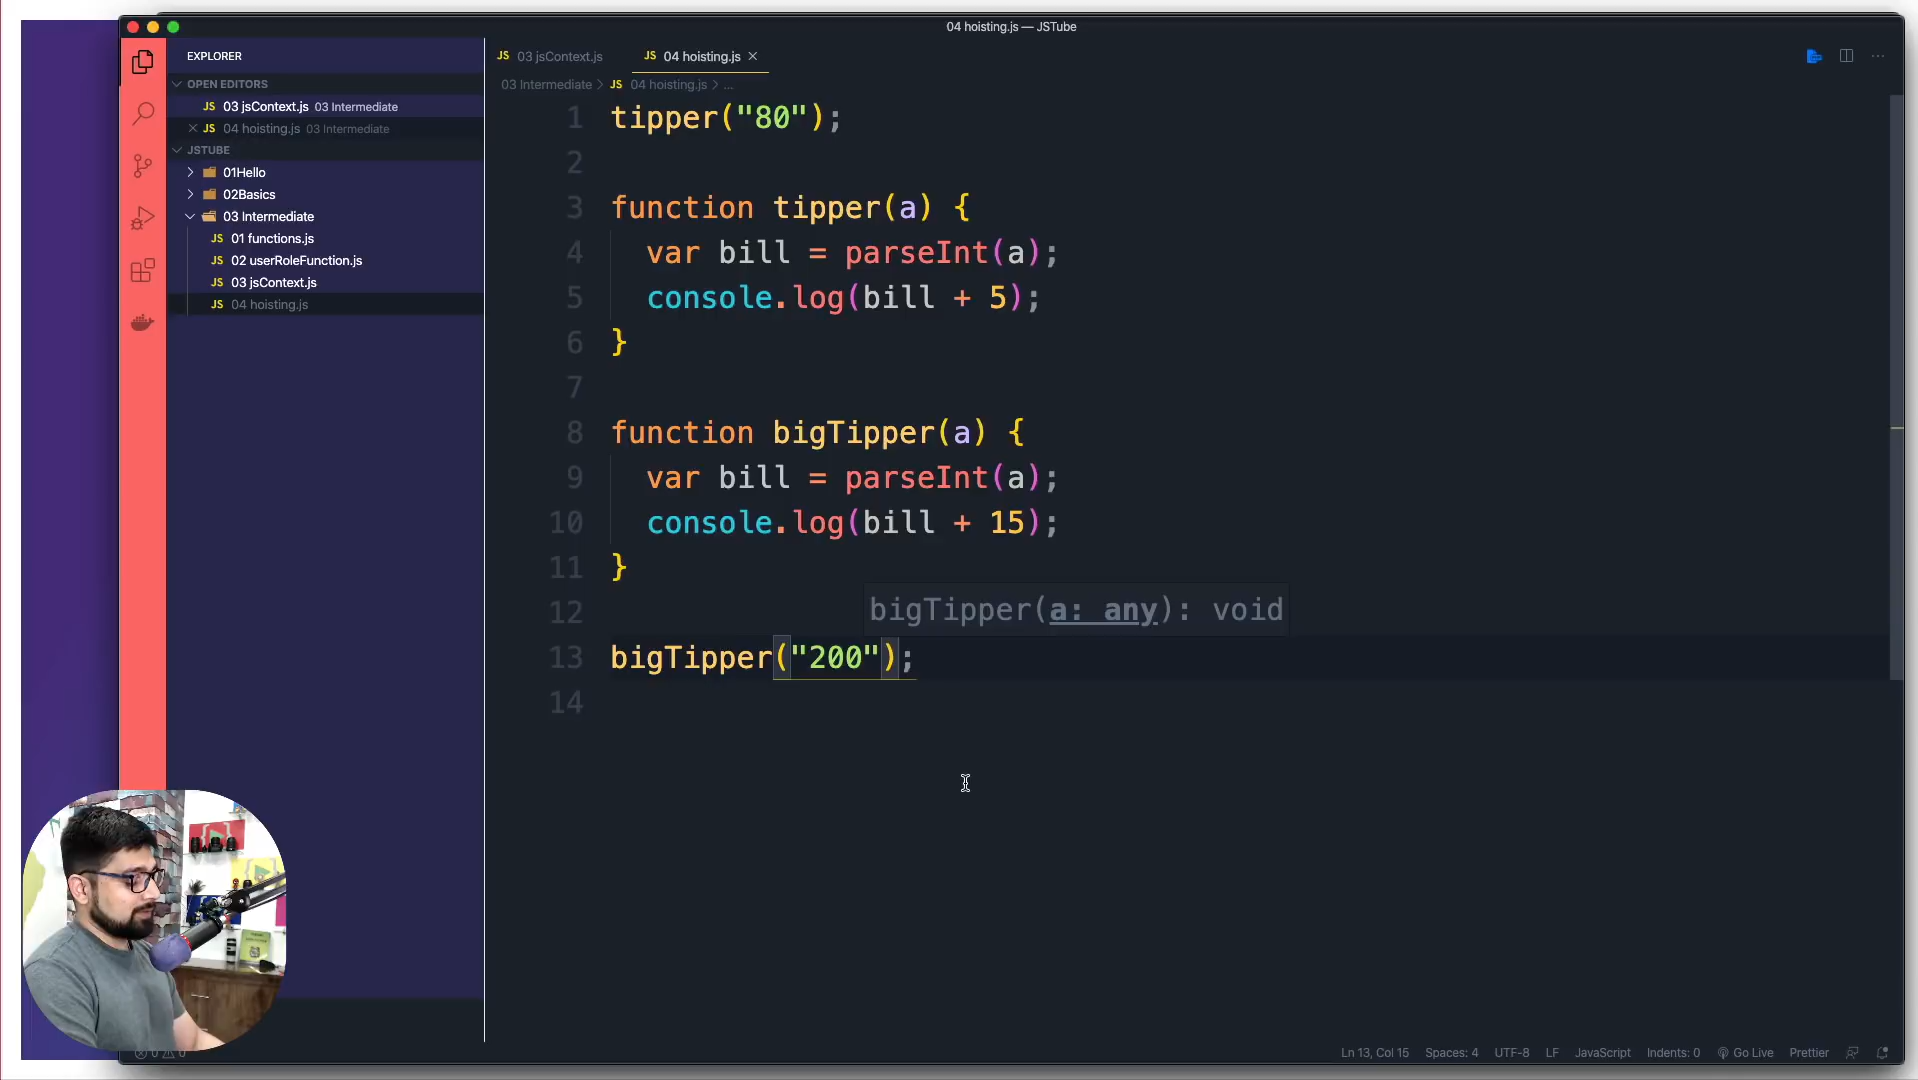 04 hoisting.js — JSTube
EXPLORER
OPEN EDITORS
JS 03 jsContext.js 03 Intermediate
JS 04 hoisting.js 03 Intermediate
JSTUBE
01Hello
02Basics
03 Intermediate
JS 01 functions.js
JS 02 userRoleFunction.js
JS 03 jsContext.js
JS 04 hoisting.js
JS 03 jsContext.js
JS 04 hoisting.js
03 Intermediate > JS 04 hoisting.js > ...
1 tipper("80");
2
3 function tipper(a) {
4 var bill = parseInt(a);
5 console.log(bill + 5);
6 }
7
8 function bigTipper(a) {
9 var bill = parseInt(a);
10 console.log(bill + 15);
11 }
12
bigTipper(a: any): void
13 bigTipper("200");
14
0 0
Ln 13, Col 15 Spaces: 4 UTF-8 LF JavaScript Indents: 0 Go Live Prettier